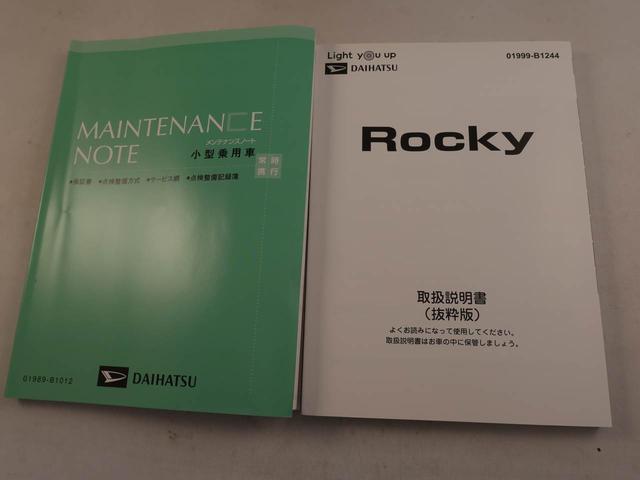 MAINTENANCE
NOTE
メンテナンスノート
小型乗用車
常時
携行
●保証書 ●点検整備方式 ●サービス網 ●点検整備記録簿
01989-B1012
DAIHATSU
Light you up
DAIHATSU
01999-B1244
Rocky
取扱説明書
（抜粋版）
よくお読みになって使用してください。
取扱説明書はお車の中に保管しましょう。